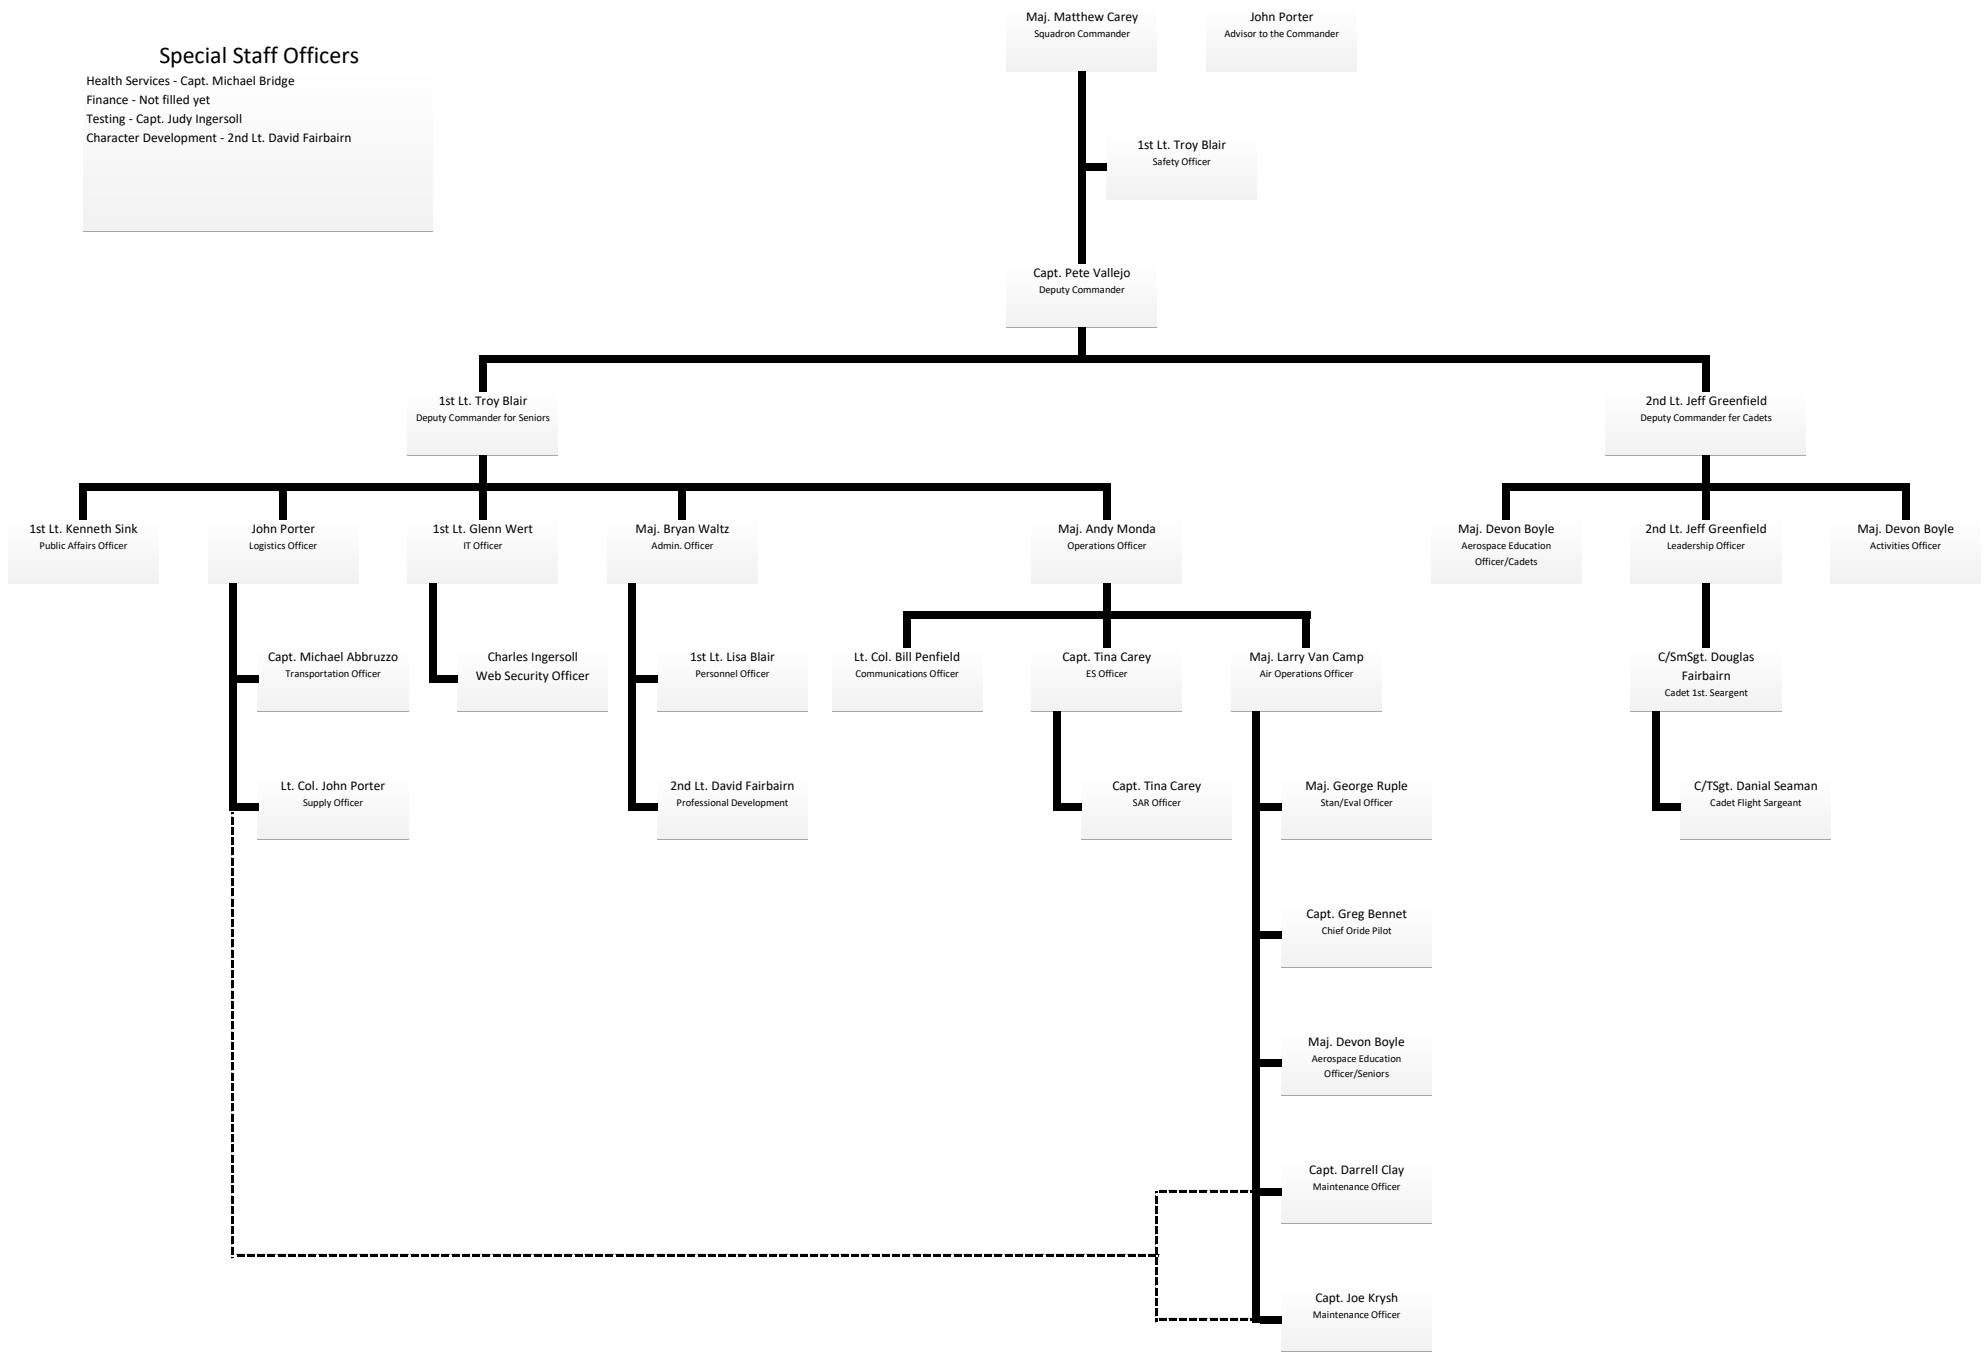 Maj. Matthew Carey
Squadron Commander
John Porter
Advisor to the Commander
Special Staff Officers
Health Services - Capt. Michael Bridge
Finance - Not filled yet
Testing - Capt. Judy Ingersoll
Character Development - 2nd Lt. David Fairbairn
1st Lt. Troy Blair
Safety Officer
Capt. Pete Vallejo
Deputy Commander
1st Lt. Troy Blair
Deputy Commander for Seniors
2nd Lt. Jeff Greenfield
Deputy Commander fer Cadets
1st Lt. Kenneth Sink
Public Affairs Officer
John Porter
Logistics Officer
1st Lt. Glenn Wert
IT Officer
Maj. Bryan Waltz
Admin. Officer
Maj. Andy Monda
Operations Officer
Maj. Devon Boyle
Aerospace Education
Officer/Cadets
2nd Lt. Jeff Greenfield
Leadership Officer
Maj. Devon Boyle
Activities Officer
Capt. Michael Abbruzzo
Transportation Officer
Charles Ingersoll
Web Security Officer
1st Lt. Lisa Blair
Personnel Officer
Lt. Col. Bill Penfield
Communications Officer
Capt. Tina Carey
ES Officer
Maj. Larry Van Camp
Air Operations Officer
C/SmSgt. Douglas
Fairbairn
Cadet 1st. Seargent
Lt. Col. John Porter
Supply Officer
2nd Lt. David Fairbairn
Professional Development
Capt. Tina Carey
SAR Officer
Maj. George Ruple
Stan/Eval Officer
C/TSgt. Danial Seaman
Cadet Flight Sargeant
Capt. Greg Bennet
Chief Oride Pilot
Maj. Devon Boyle
Aerospace Education
Officer/Seniors
Capt. Darrell Clay
Maintenance Officer
Capt. Joe Krysh
Maintenance Officer